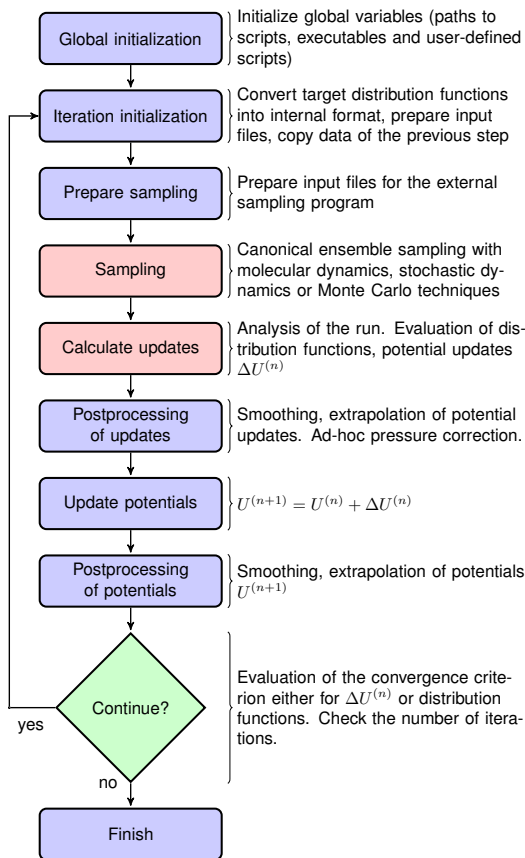 Global initialization
Initialize global variables (paths to
scripts, executables and user-defined
scripts)
Iteration initialization
Convert target distribution functions
into internal format, prepare input
files, copy data of the previous step
Prepare sampling
Prepare input files for the external
sampling program
Sampling
Canonical ensemble sampling with
molecular dynamics, stochastic dy-
namics or Monte Carlo techniques
Calculate updates
Analysis of the run. Evaluation of dis-
tribution functions, potential updates
ΔU⁽ⁿ⁾
Postprocessing
of updates
Smoothing, extrapolation of potential
updates. Ad-hoc pressure correction.
Update potentials
U⁽ⁿ⁺¹⁾ = U⁽ⁿ⁾ + ΔU⁽ⁿ⁾
Postprocessing
of potentials
Smoothing, extrapolation of potentials
U⁽ⁿ⁺¹⁾
Continue?
Evaluation of the convergence crite-
rion either for ΔU⁽ⁿ⁾ or distribution
functions. Check the number of itera-
tions.
yes
no
Finish